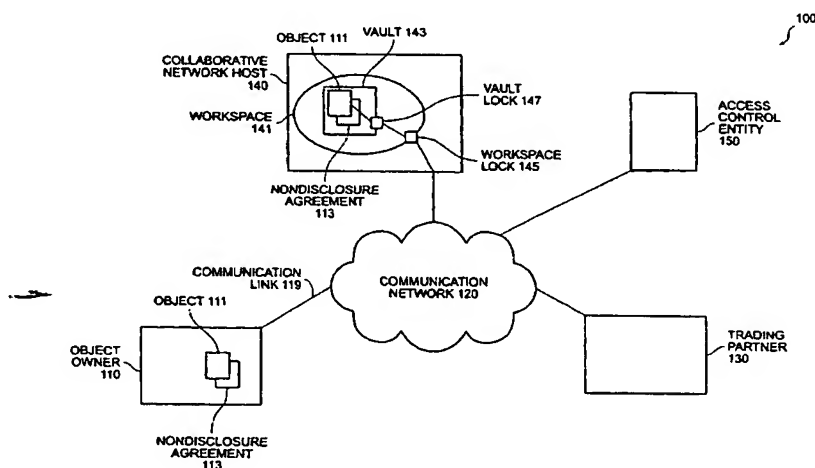 100
OBJECT 111
VAULT 143
COLLABORATIVE
NETWORK HOST
140
VAULT
LOCK 147
WORKSPACE
141
WORKSPACE
LOCK 145
NONDISCLOSURE
AGREEMENT
113
ACCESS
CONTROL
ENTITY
150
COMMUNICATION
LINK 119
COMMUNICATION
NETWORK 120
OBJECT 111
OBJECT
OWNER
110
NONDISCLOSURE
AGREEMENT
113
TRADING
PARTNER
130